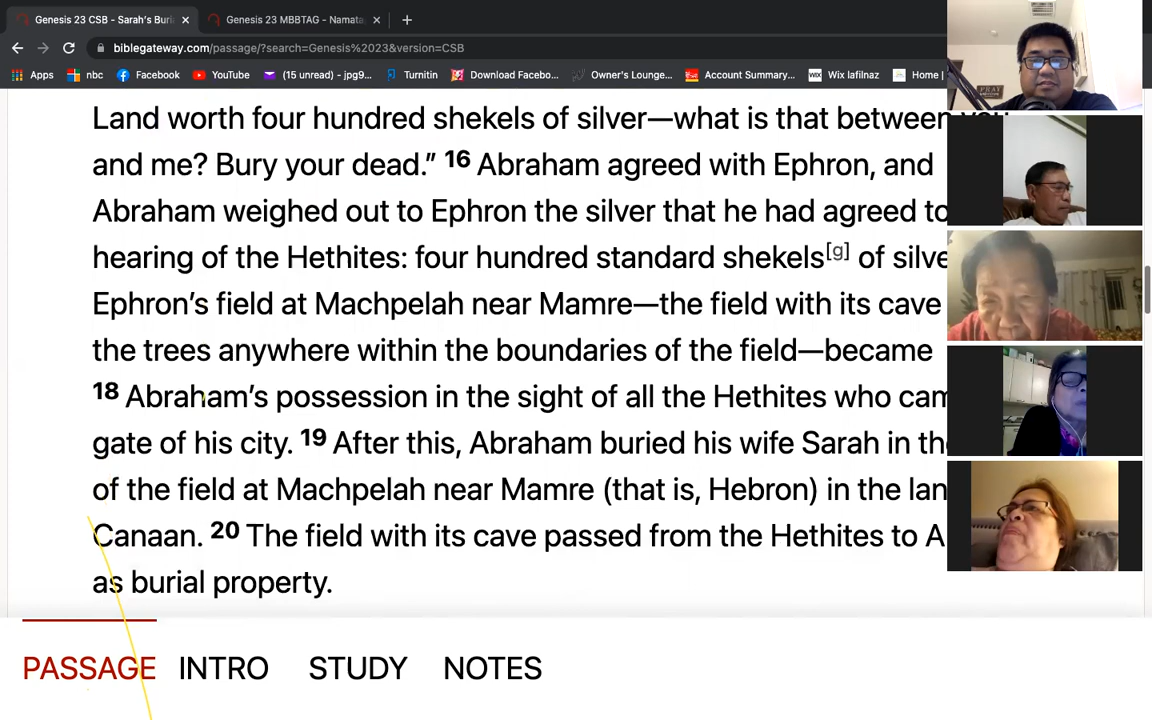 Genesis 23 CSB - Sarah's Buri
Genesis 23 MBBTAG - Namata
biblegateway.com/passage/?search=Genesis%2023&version=CSB
Apps nbc Facebook YouTube (15 unread) - jpg9... Turnitin Download Facebo... Owner's Lounge... Account Summary... WIX Wix lafilnaz Home |
Land worth four hundred shekels of silver—what is that between you
and me? Bury your dead.” 16 Abraham agreed with Ephron, and
Abraham weighed out to Ephron the silver that he had agreed to
hearing of the Hethites: four hundred standard shekels[g] of silve
Ephron’s field at Machpelah near Mamre—the field with its cave
the trees anywhere within the boundaries of the field—became
18 Abraham’s possession in the sight of all the Hethites who cam
gate of his city. 19 After this, Abraham buried his wife Sarah in the
of the field at Machpelah near Mamre (that is, Hebron) in the lan
Canaan. 20 The field with its cave passed from the Hethites to A
as burial property.
PASSAGE INTRO STUDY NOTES
PRAY